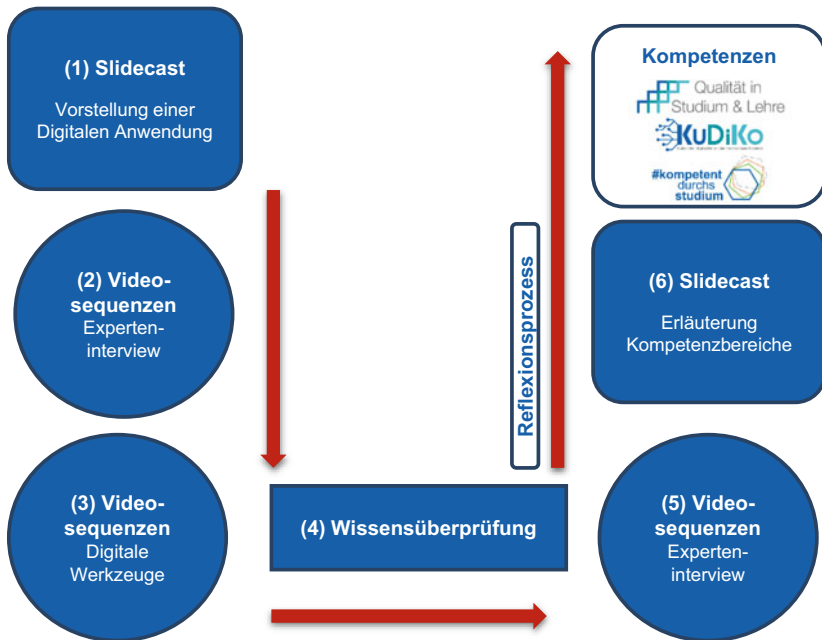 (1) Slidecast
Vorstellung einer
Digitalen Anwendung
(2) Video-
sequenzen
Experten-
interview
(3) Video-
sequenzen
Digitale
Werkzeuge
(4) Wissensüberprüfung
(5) Video-
sequenzen
Experten-
interview
(6) Slidecast
Erläuterung
Kompetenzbereiche
Reflexionsprozess
Kompetenzen
Qualität in
Studium & Lehre
KuDiKo
#kompetent
durchs
studium